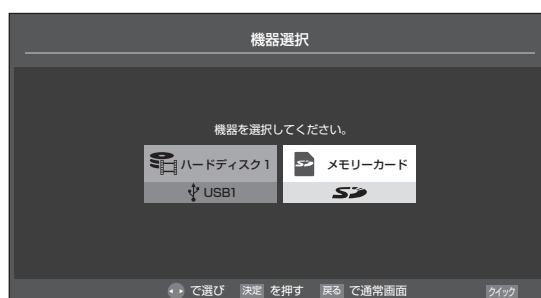 機器選択
機器を選択してください。
ハードディスク1
USB1
メモリーカード
SD
で選び 決定 を押す 戻る で通常画面 クイック